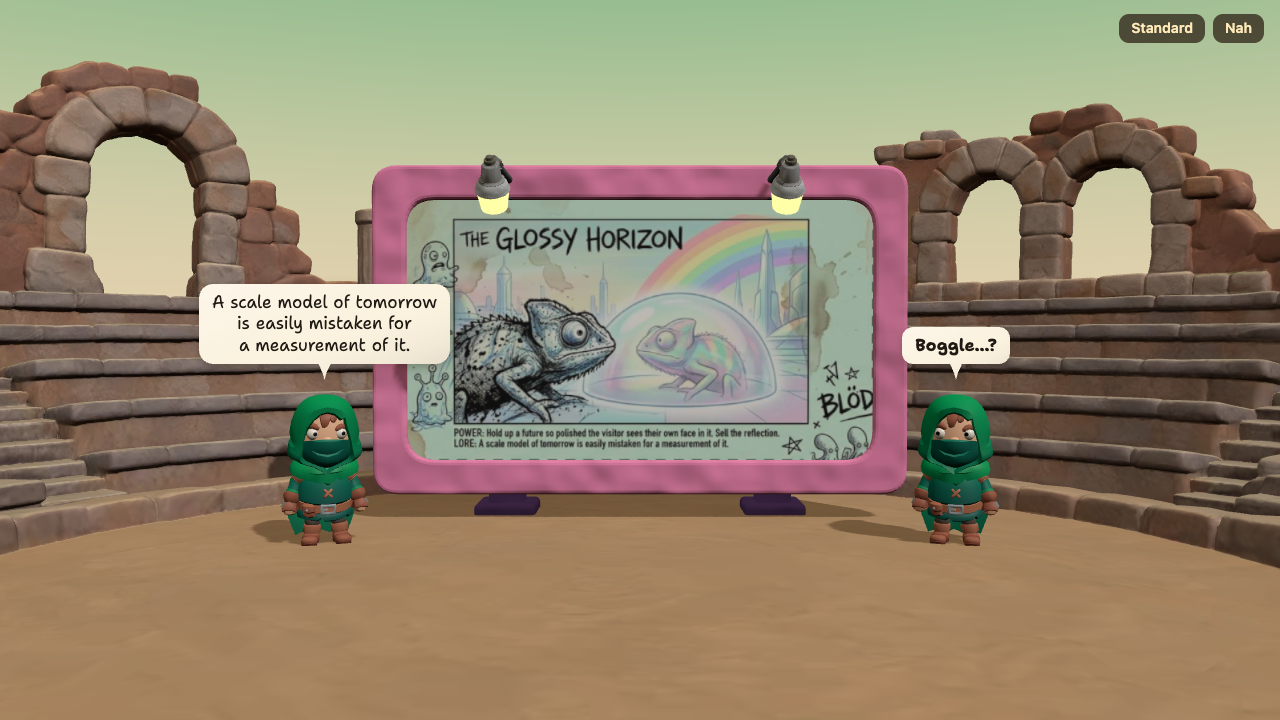 Standard
Nah
THE GLOSSY HORIZON
A scale model of tomorrow
is easily mistaken for
a measurement of it.
Boggle...?
BLÖD
POWER: Hold up a future so polished the visitor sees their own face in it. Sell the reflection.
LORE: A scale model of tomorrow is easily mistaken for a measurement of it.